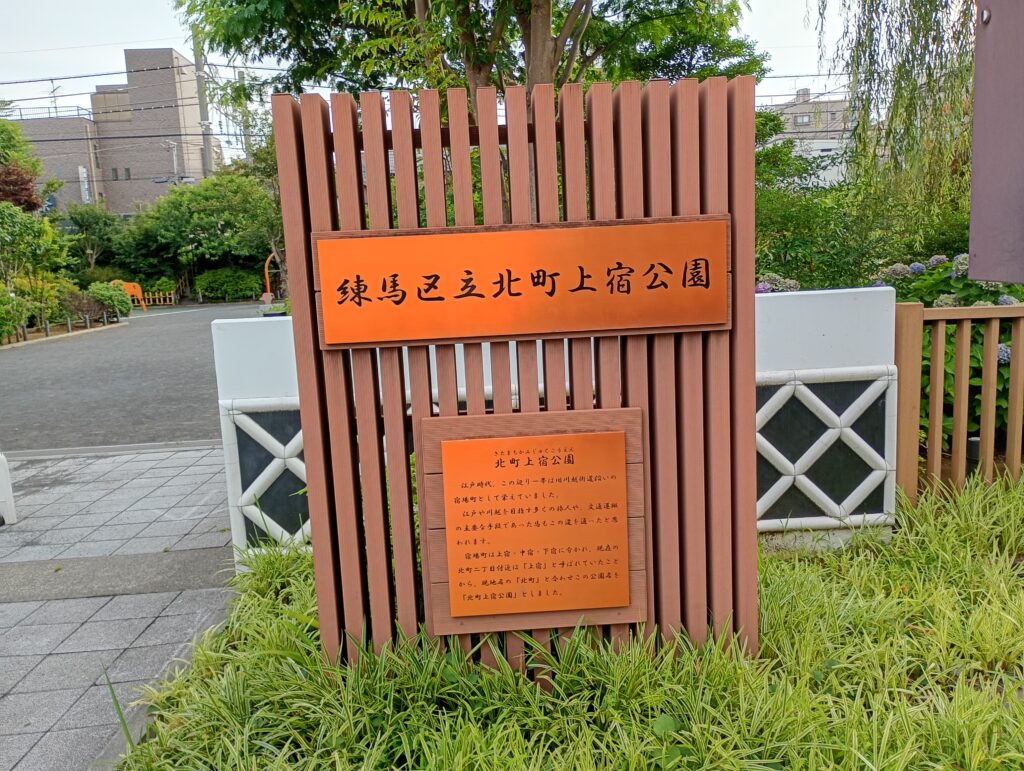 練馬区立北町上宿公園
きたまちかみじゅくこうえん
北町上宿公園
江戸時代、この辺り一帯は旧川越街道沿いの
宿場町として栄えていました。
江戸や川越を目指す多くの旅人や、交通運搬
の主要な手段であった馬もこの道を通ったと思
われます。
宿場町は上宿・中宿・下宿に分かれ、現在の
北町二丁目付近は「上宿」と呼ばれていたこと
から、現地名の「北町」と合わせこの公園名を
「北町上宿公園」としました。